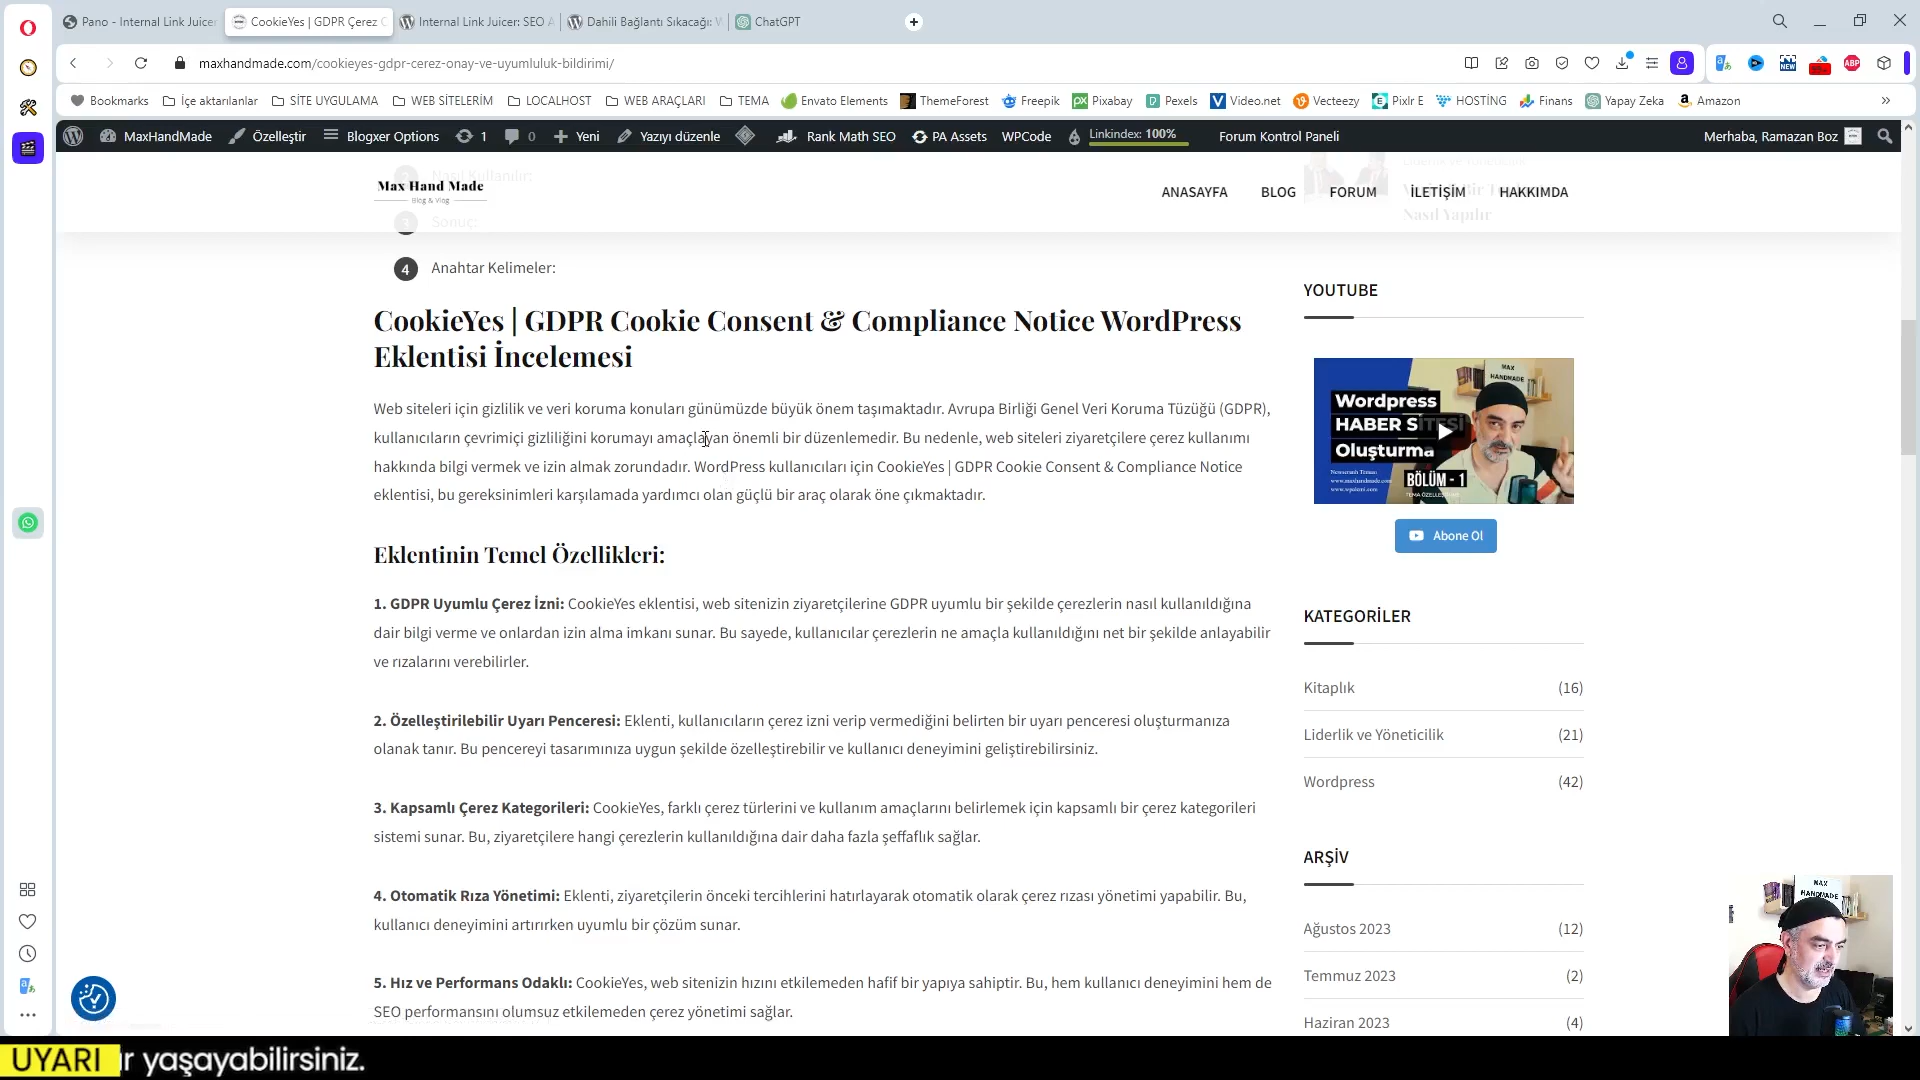 Pano - Internal Link Juicer
CookieYes | GDPR Çerez
Internal Link Juicer: SEO
Dahili Bağlantı Sıkacağı:
ChatGPT
maxhandmade.com/cookieyes-gdpr-cerez-onay-ve-uyumluluk-bildirimi/
Bookmarks İçe aktarılanlar SİTE UYGULAMA WEB SİTELERİM LOCALHOST WEB ARAÇLARI TEMA Envato Elements ThemeForest Freepik Pixabay Pexels Video.net Vecteezy Pixlr E HOSTİNG Finans Yapay Zeka Amazon
MaxHandMade Özelleştir Blogxer Options 1 0 Yeni Yazıyı düzenle Rank Math SEO PA Assets WPCode Linkindex: 100% Forum Kontrol Paneli Merhaba, Ramazan Boz
Nasıl Kullanılır:
Max Hand Made
Blog & Vlog
ANASAYFA BLOG FORUM İLETİŞİM HAKKIMDA
Nasıl Yapılır
3 Sonuç:
4 Anahtar Kelimeler:
CookieYes | GDPR Cookie Consent & Compliance Notice WordPress
Eklentisi İncelemesi
Web siteleri için gizlilik ve veri koruma konuları günümüzde büyük önem taşımaktadır. Avrupa Birliği Genel Veri Koruma Tüzüğü (GDPR),
kullanıcıların çevrimiçi gizliliğini korumayı amaçlayan önemli bir düzenlemedir. Bu nedenle, web siteleri ziyaretçilere çerez kullanımı
hakkında bilgi vermek ve izin almak zorundadır. WordPress kullanıcıları için CookieYes | GDPR Cookie Consent & Compliance Notice
eklentisi, bu gereksinimleri karşılamada yardımcı olan güçlü bir araç olarak öne çıkmaktadır.
Eklentinin Temel Özellikleri:
1. GDPR Uyumlu Çerez İzni: CookieYes eklentisi, web sitenizin ziyaretçilerine GDPR uyumlu bir şekilde çerezlerin nasıl kullanıldığına
dair bilgi verme ve onlardan izin alma imkanı sunar. Bu sayede, kullanıcılar çerezlerin ne amaçla kullanıldığını net bir şekilde anlayabilir
ve rızalarını verebilirler.
2. Özelleştirilebilir Uyarı Penceresi: Eklenti, kullanıcıların çerez izni verip vermediğini belirten bir uyarı penceresi oluşturmanıza
olanak tanır. Bu pencereyi tasarımınıza uygun şekilde özelleştirebilir ve kullanıcı deneyimini geliştirebilirsiniz.
3. Kapsamlı Çerez Kategorileri: CookieYes, farklı çerez türlerini ve kullanım amaçlarını belirlemek için kapsamlı bir çerez kategorileri
sistemi sunar. Bu, ziyaretçilere hangi çerezlerin kullanıldığına dair daha fazla şeffaflık sağlar.
4. Otomatik Rıza Yönetimi: Eklenti, ziyaretçilerin önceki tercihlerini hatırlayarak otomatik olarak çerez rızası yönetimi yapabilir. Bu,
kullanıcı deneyimini artırırken uyumlu bir çözüm sunar.
5. Hız ve Performans Odaklı: CookieYes, web sitenizin hızını etkilemeden hafif bir yapıya sahiptir. Bu, hem kullanıcı deneyimini hem de
SEO performansını olumsuz etkilemeden çerez yönetimi sağlar.
YOUTUBE
MAX
HANDMADE
Wordpress
HABER SİTESİ
Oluşturma
BÖLÜM - 1
Abone Ol
KATEGORİLER
Kitaplık (16)
Liderlik ve Yöneticilik (21)
Wordpress (42)
ARŞİV
Ağustos 2023 (12)
Temmuz 2023 (2)
Haziran 2023 (4)
MAX
HANDMADE
UYARI ır yaşayabilirsiniz.